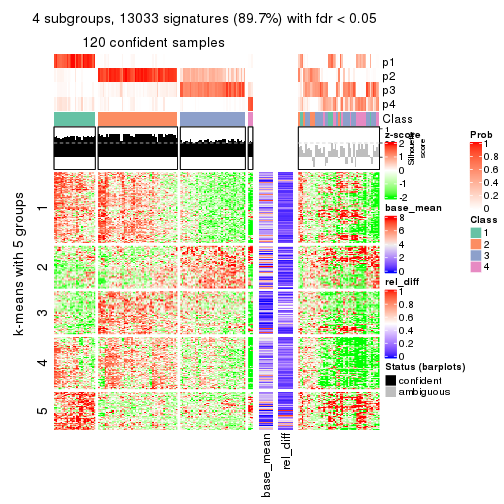 4 subgroups, 13033 signatures (89.7%) with fdr < 0.05
120 confident samples
p1
p2
p3
p4
Class
1
Silhouette
score
z-score
2
1
0
-1
-2
base_mean
8
6
4
2
0
rel_diff
1
0.8
0.6
0.4
0.2
0
Status (barplots)
confident
ambiguous
Prob
1
0.8
0.6
0.4
0.2
0
Class
1
2
3
4
k-means with 5 groups
1
2
3
4
5
base_mean
rel_diff